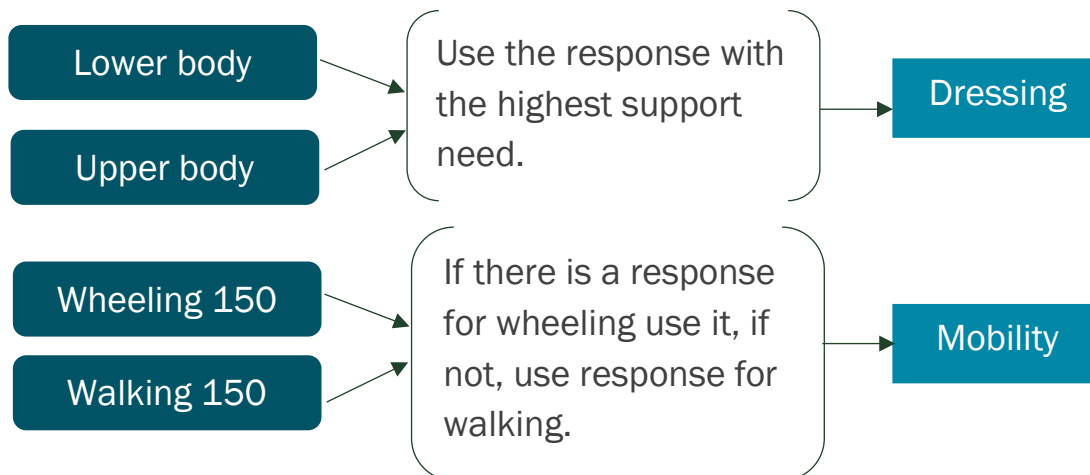 Lower body
Upper body
Use the response with
the highest support
need.
Dressing
Wheeling 150
Walking 150
If there is a response
for wheeling use it, if
not, use response for
walking.
Mobility